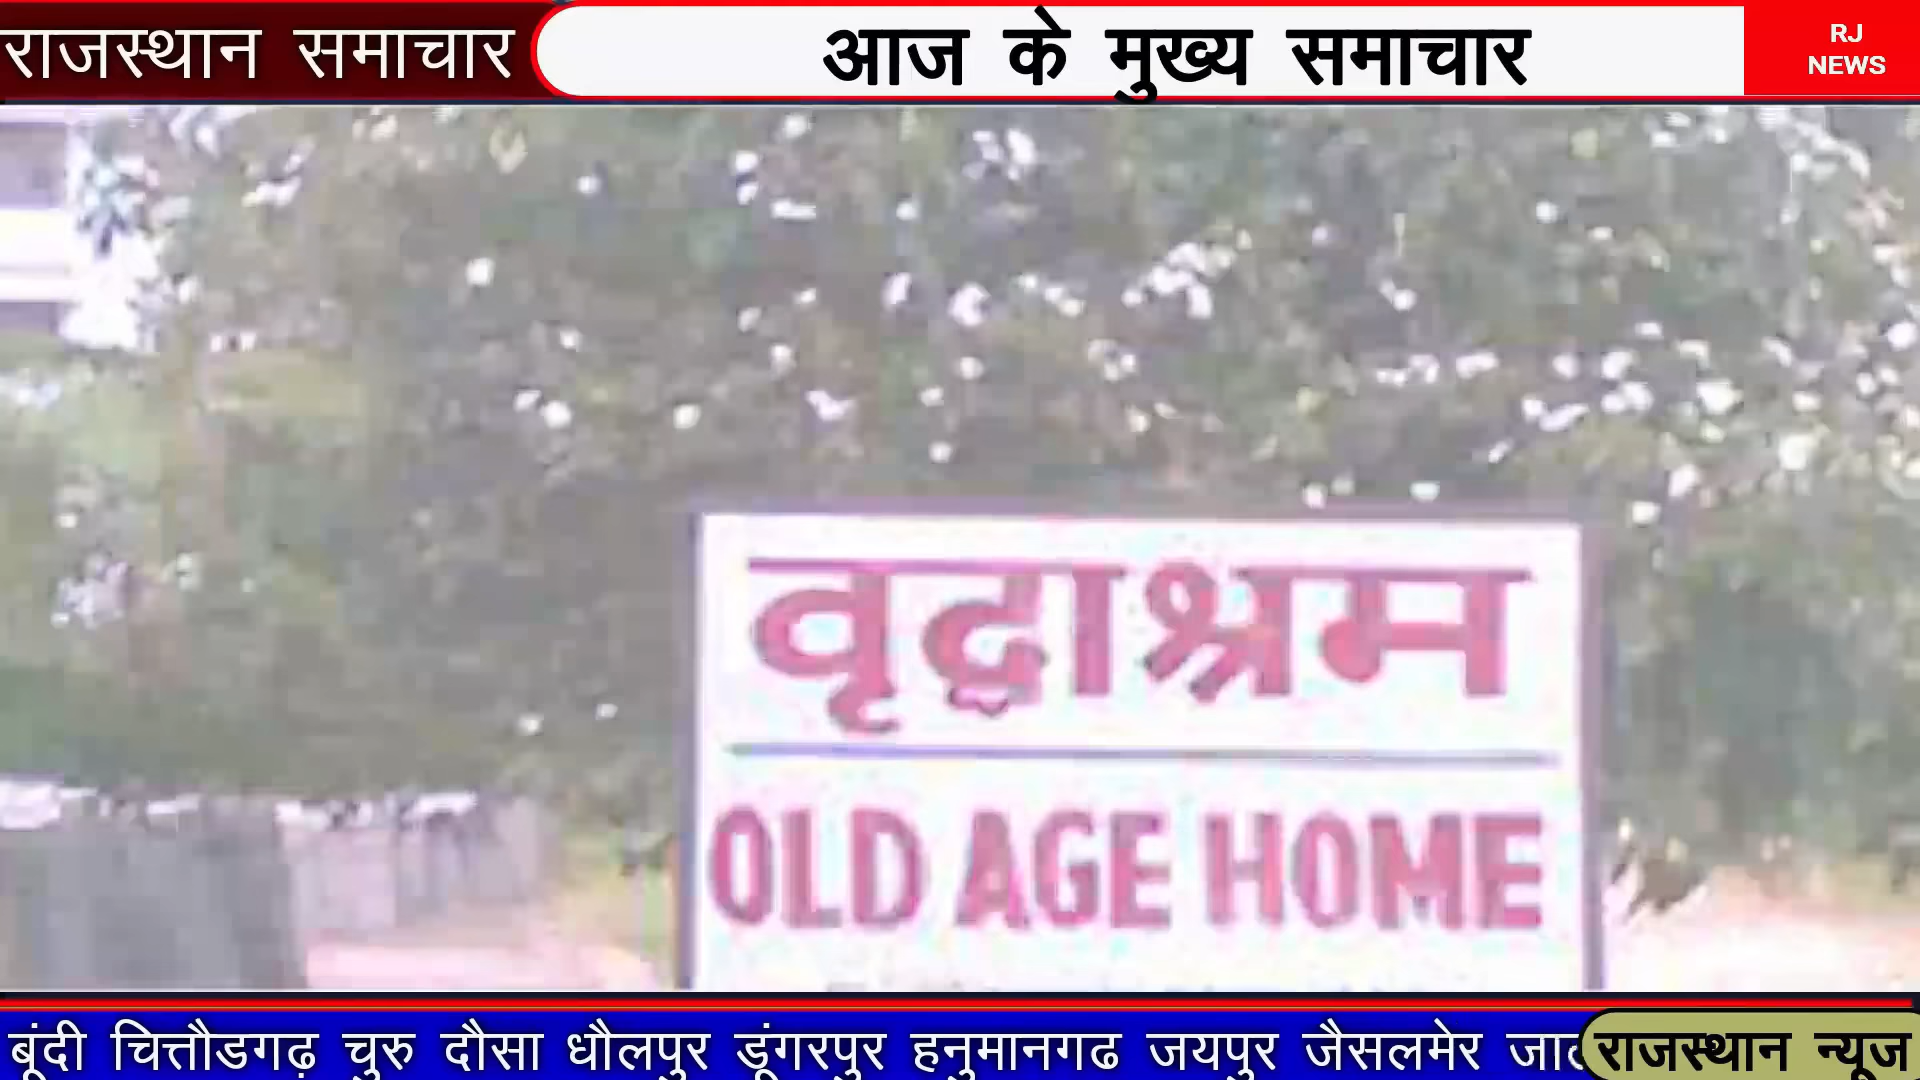 राजस्थान समाचार
आज के मुख्य समाचार
RJ
NEWS
वृद्धाश्रम
OLD AGE HOME
बूंदी चित्तौडगढ़ चुरु दौसा धौलपुर डूंगरपुर हनुमानगढ जयपुर जैसलमेर
राजस्थान न्यूज